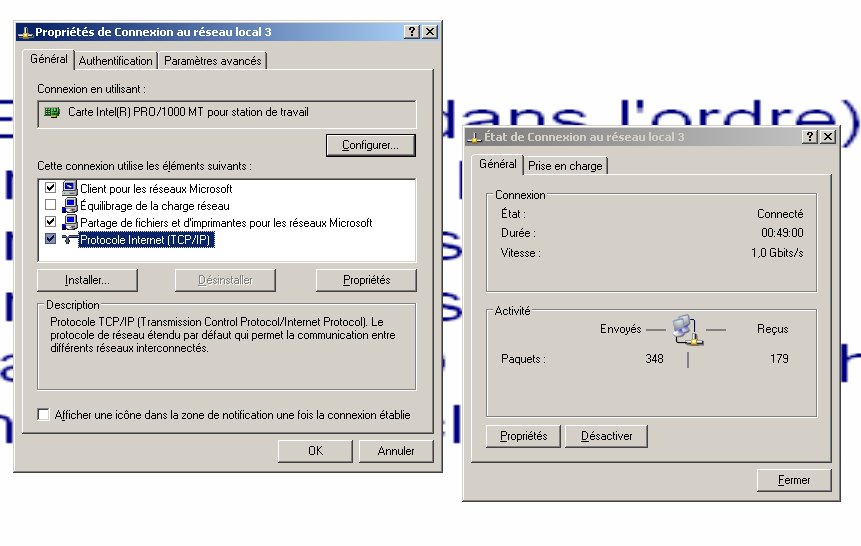 Propriétés de Connexion au réseau local 3
Général Authentification Paramètres avancés
Connexion en utilisant :
Carte Intel(R) PRO/1000 MT pour station de travail
Configurer...
Cette connexion utilise les éléments suivants :
Client pour les réseaux Microsoft
Équilibrage de la charge réseau
Partage de fichiers et d'imprimantes pour les réseaux Microsoft
Protocole Internet (TCP/IP)
Installer... Désinstaller Propriétés
Description
Protocole TCP/IP (Transmission Control Protocol/Internet Protocol). Le
protocole de réseau étendu par défaut qui permet la communication entre
différents réseaux interconnectés.
Afficher une icône dans la zone de notification une fois la connexion établie
OK Annuler
dans l'ordre)
État de Connexion au réseau local 3
Général Prise en charge
Connexion
État : Connecté
Durée : 00:49:00
Vitesse : 1,0 Gbits/s
Activité
Envoyés Reçus
Paquets : 348 179
Propriétés Désactiver
Fermer